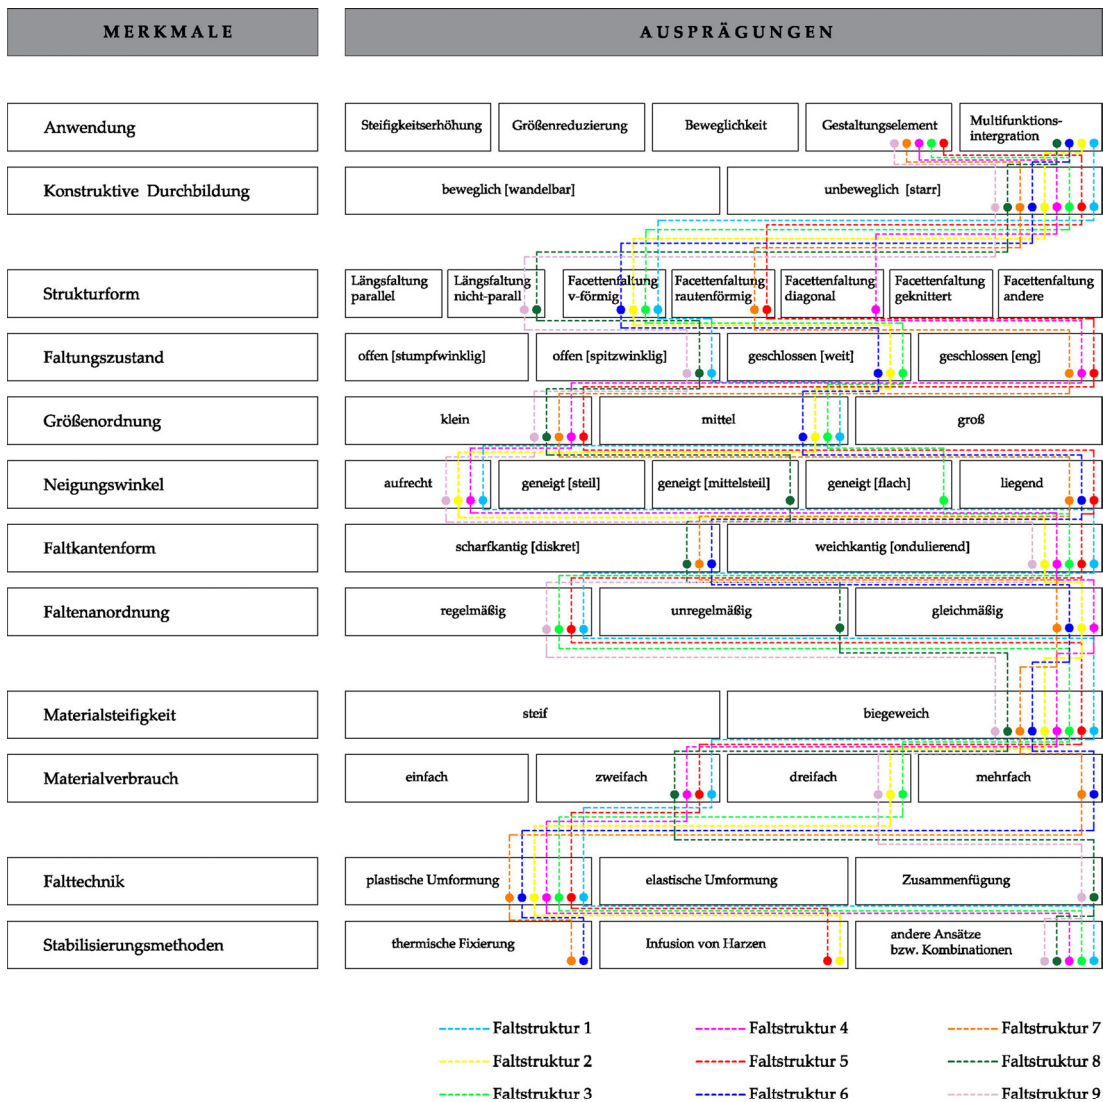 MERKMALE
AUSPRÄGUNGEN
Anwendung
Steifigkeitserhöhung
Größenreduzierung
Beweglichkeit
Gestaltungselement
Multifunktions-
intergration
Konstruktive Durchbildung
beweglich [wandelbar]
unbeweglich [starr]
Strukturform
Längsfaltung
parallel
Längsfaltung
nicht-parall
Facettenfaltung
v-förmig
Facettenfaltung
rautenförmig
Facettenfaltung
diagonal
Facettenfaltung
geknittert
Facettenfaltung
andere
Faltungszustand
offen [stumpfwinklig]
offen [spitzwinklig]
geschlossen [weit]
geschlossen [eng]
Größenordnung
klein
mittel
groß
Neigungswinkel
aufrecht
geneigt [steil]
geneigt [mittelsteil]
geneigt [flach]
liegend
Faltkantenform
scharfkantig [diskret]
weichkantig [ondulierend]
Faltenanordnung
regelmäßig
unregelmäßig
gleichmäßig
Materialsteifigkeit
steif
biegeweich
Materialverbrauch
einfach
zweifach
dreifach
mehrfach
Falttechnik
plastische Umformung
elastische Umformung
Zusammenfügung
Stabilisierungsmethoden
thermische Fixierung
Infusion von Harzen
andere Ansätze
bzw. Kombinationen
Faltstruktur 1
Faltstruktur 4
Faltstruktur 7
Faltstruktur 2
Faltstruktur 5
Faltstruktur 8
Faltstruktur 3
Faltstruktur 6
Faltstruktur 9